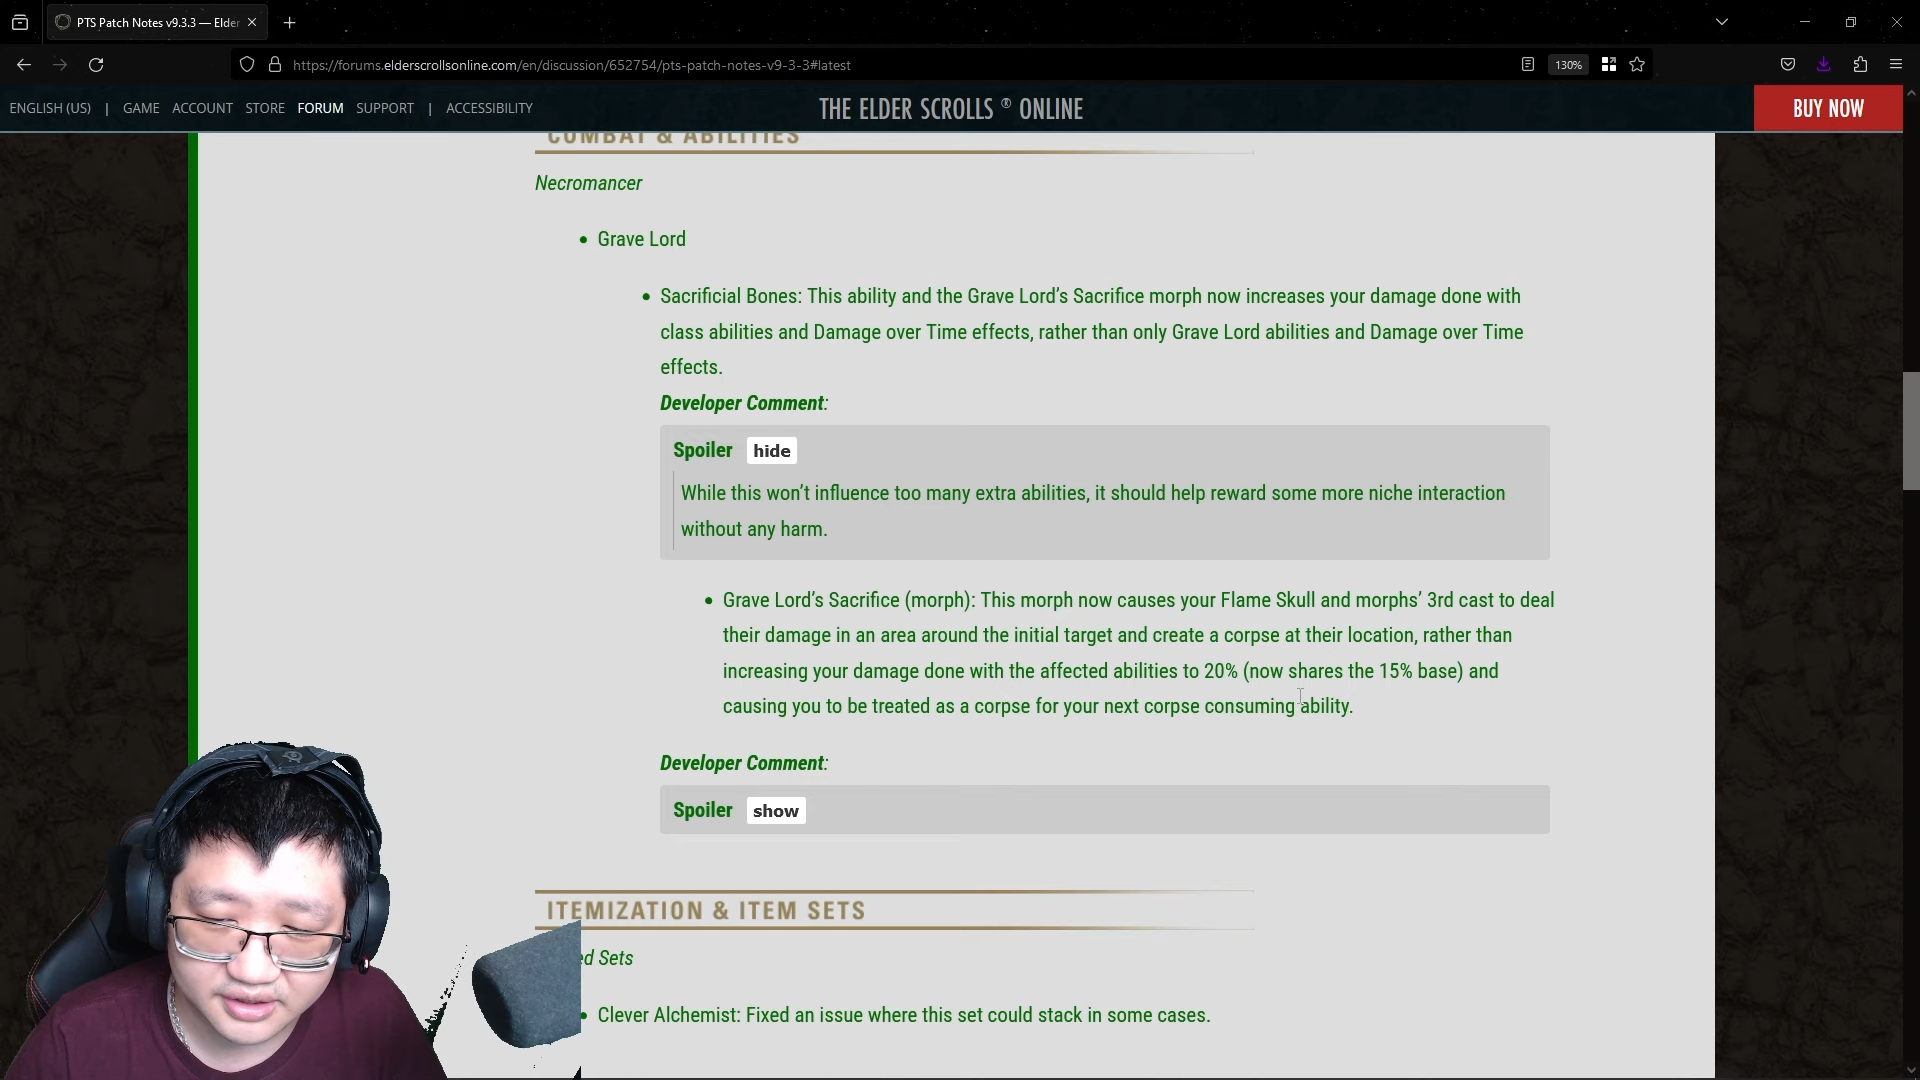 PTS Patch Notes v9.3.3 — Elder
https://forums.elderscrollsonline.com/en/discussion/652754/pts-patch-notes-v9-3-3#latest
130%
ENGLISH (US) | GAME ACCOUNT STORE FORUM SUPPORT | ACCESSIBILITY
THE ELDER SCROLLS ® ONLINE
BUY NOW
COMBAT & ABILITIES
Necromancer
• Grave Lord
• Sacrificial Bones: This ability and the Grave Lord’s Sacrifice morph now increases your damage done with
class abilities and Damage over Time effects, rather than only Grave Lord abilities and Damage over Time
effects.
Developer Comment:
Spoiler hide
While this won’t influence too many extra abilities, it should help reward some more niche interaction
without any harm.
• Grave Lord’s Sacrifice (morph): This morph now causes your Flame Skull and morphs’ 3rd cast to deal
their damage in an area around the initial target and create a corpse at their location, rather than
increasing your damage done with the affected abilities to 20% (now shares the 15% base) and
causing you to be treated as a corpse for your next corpse consuming ability.
Developer Comment:
Spoiler show
ITEMIZATION & ITEM SETS
ed Sets
• Clever Alchemist: Fixed an issue where this set could stack in some cases.